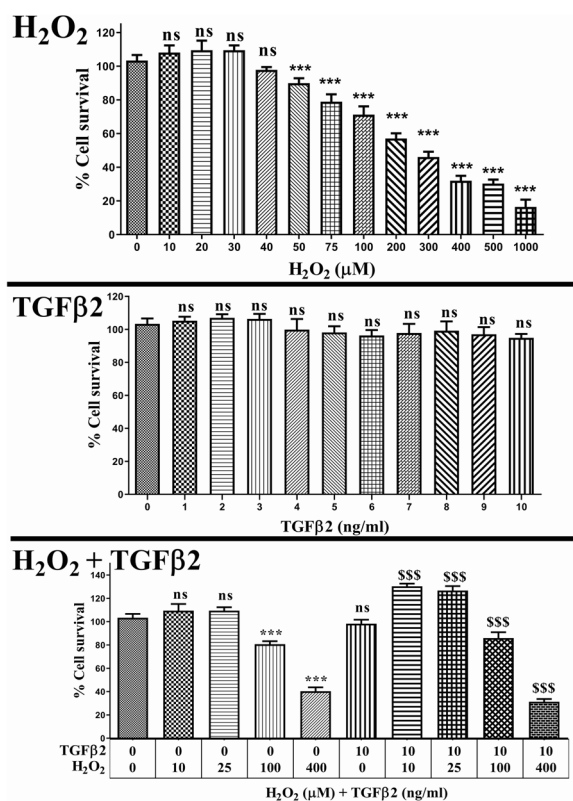 H₂O₂
120
100
80
60
40
20
0
% Cell survival
ns ns ns ns *** *** *** *** *** *** *** ***
0 10 20 30 40 50 75 100 200 300 400 500 1000
H₂O₂ (μM)
TGFβ2
120
100
80
60
40
20
0
% Cell survival
ns ns ns ns ns ns ns ns ns ns
0 1 2 3 4 5 6 7 8 9 10
TGFβ2 (ng/ml)
H₂O₂ + TGFβ2
140
120
100
80
60
40
20
0
% Cell survival
ns ns *** *** ns $$$ $$$ $$$ $$$
TGFβ2 0 0 0 0 0 10 10 10 10 10
H₂O₂ 0 10 25 100 400 0 10 25 100 400
H₂O₂ (μM) + TGFβ2 (ng/ml)